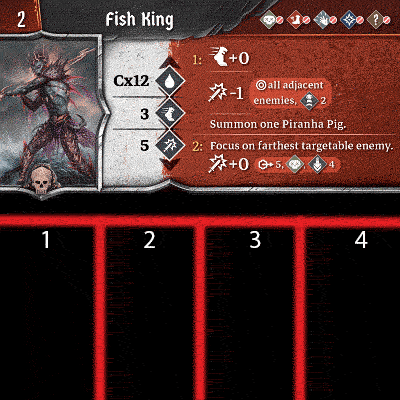 2
Fish King
?
1: +0
Cx12
-1 all adjacent
enemies, 2
3
Summon one Piranha Pig.
5
2: Focus on farthest targetable enemy.
+0 5, 4
1 2 3 4